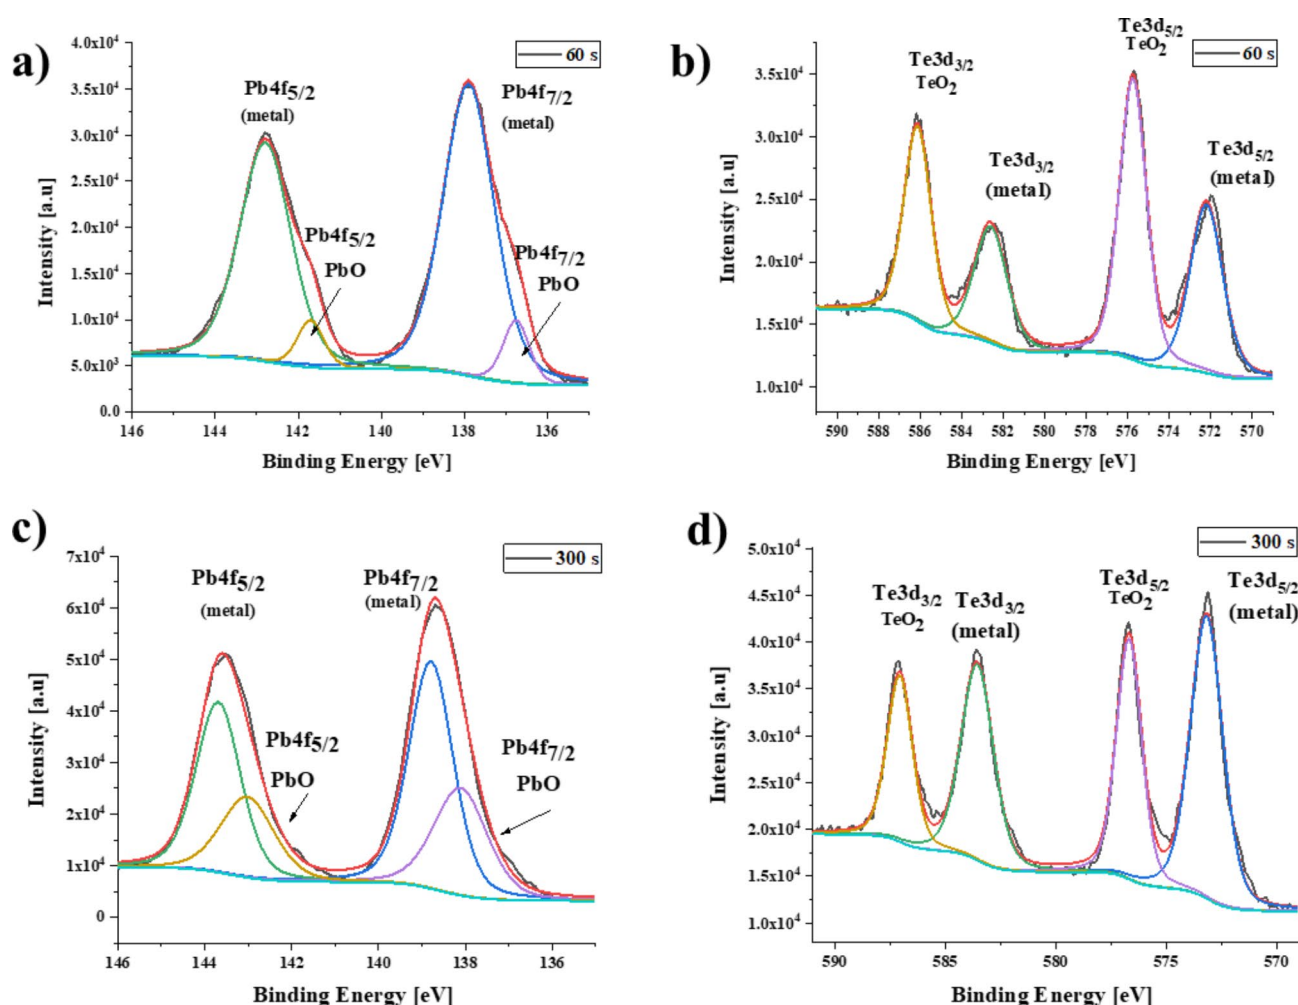 a)
60 s
Pb4f5/2
(metal)
Pb4f7/2
(metal)
Pb4f5/2
PbO
Pb4f7/2
PbO
4.0x10⁴
3.5x10⁴
3.0x10⁴
2.5x10⁴
2.0x10⁴
1.5x10⁴
1.0x10⁴
5.0x10³
0.0
Intensity [a.u]
146 144 142 140 138 136
Binding Energy [eV]
b)
60 s
Te3d3/2
TeO2
Te3d3/2
(metal)
Te3d5/2
TeO2
Te3d5/2
(metal)
3.5x10⁴
3.0x10⁴
2.5x10⁴
2.0x10⁴
1.5x10⁴
1.0x10⁴
Intensity [a.u]
590 588 586 584 582 580 578 576 574 572 570
Binding Energy [eV]
c)
300 s
Pb4f5/2
(metal)
Pb4f7/2
(metal)
Pb4f5/2
PbO
Pb4f7/2
PbO
7x10⁴
6x10⁴
5x10⁴
4x10⁴
3x10⁴
2x10⁴
1x10⁴
0
Intensity [a.u]
146 144 142 140 138 136
Binding Energy [eV]
d)
300 s
Te3d3/2
TeO2
Te3d3/2
(metal)
Te3d5/2
TeO2
Te3d5/2
(metal)
5.0x10⁴
4.5x10⁴
4.0x10⁴
3.5x10⁴
3.0x10⁴
2.5x10⁴
2.0x10⁴
1.5x10⁴
1.0x10⁴
Intensity [a.u]
590 585 580 575 570
Binding Energy [eV]